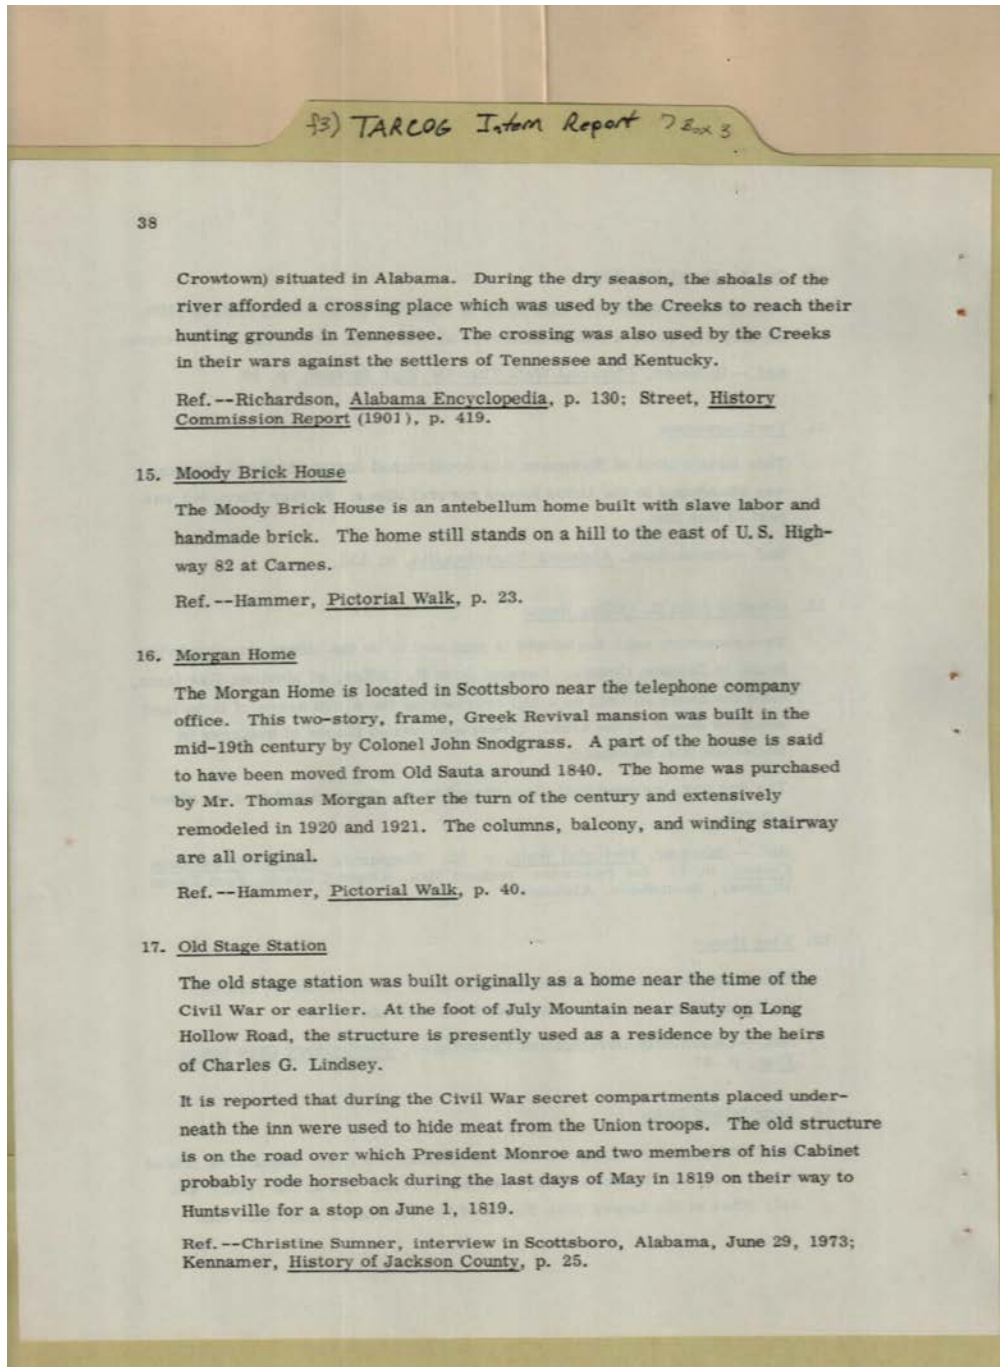 f3) TARCOG Intern Report > Box 3
38
Crowtown) situated in Alabama. During the dry season, the shoals of the
river afforded a crossing place which was used by the Creeks to reach their
hunting grounds in Tennessee. The crossing was also used by the Creeks
in their wars against the settlers of Tennessee and Kentucky.
Ref.--Richardson, Alabama Encyclopedia, p. 130; Street, History
Commission Report (1901), p. 419.
15. Moody Brick House
The Moody Brick House is an antebellum home built with slave labor and
handmade brick. The home still stands on a hill to the east of U.S. High-
way 82 at Carnes.
Ref.--Hammer, Pictorial Walk, p. 23.
16. Morgan Home
The Morgan Home is located in Scottsboro near the telephone company
office. This two-story, frame, Greek Revival mansion was built in the
mid-19th century by Colonel John Snodgrass. A part of the house is said
to have been moved from Old Sauta around 1840. The home was purchased
by Mr. Thomas Morgan after the turn of the century and extensively
remodeled in 1920 and 1921. The columns, balcony, and winding stairway
are all original.
Ref.--Hammer, Pictorial Walk, p. 40.
17. Old Stage Station
The old stage station was built originally as a home near the time of the
Civil War or earlier. At the foot of July Mountain near Sauty on Long
Hollow Road, the structure is presently used as a residence by the heirs
of Charles G. Lindsey.
It is reported that during the Civil War secret compartments placed under-
neath the inn were used to hide meat from the Union troops. The old structure
is on the road over which President Monroe and two members of his Cabinet
probably rode horseback during the last days of May in 1819 on their way to
Huntsville for a stop on June 1, 1819.
Ref.--Christine Sumner, interview in Scottsboro, Alabama, June 29, 1973;
Kennamer, History of Jackson County, p. 25.